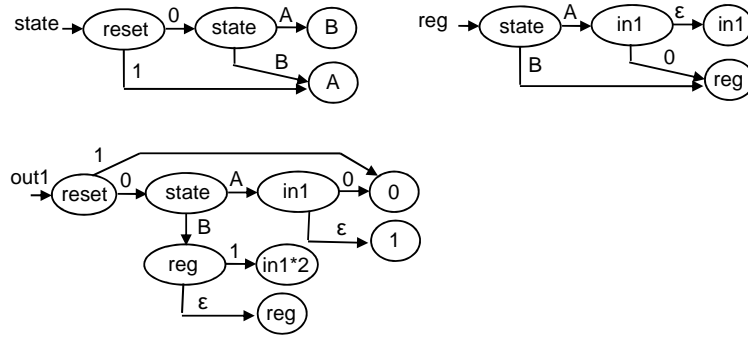 state reset 0 state A B
B
1 A
reg state A in1 ε in1
0
B reg
1
out1 reset 0 state A in1 0 0
B ε 1
reg 1 in1*2
ε
reg